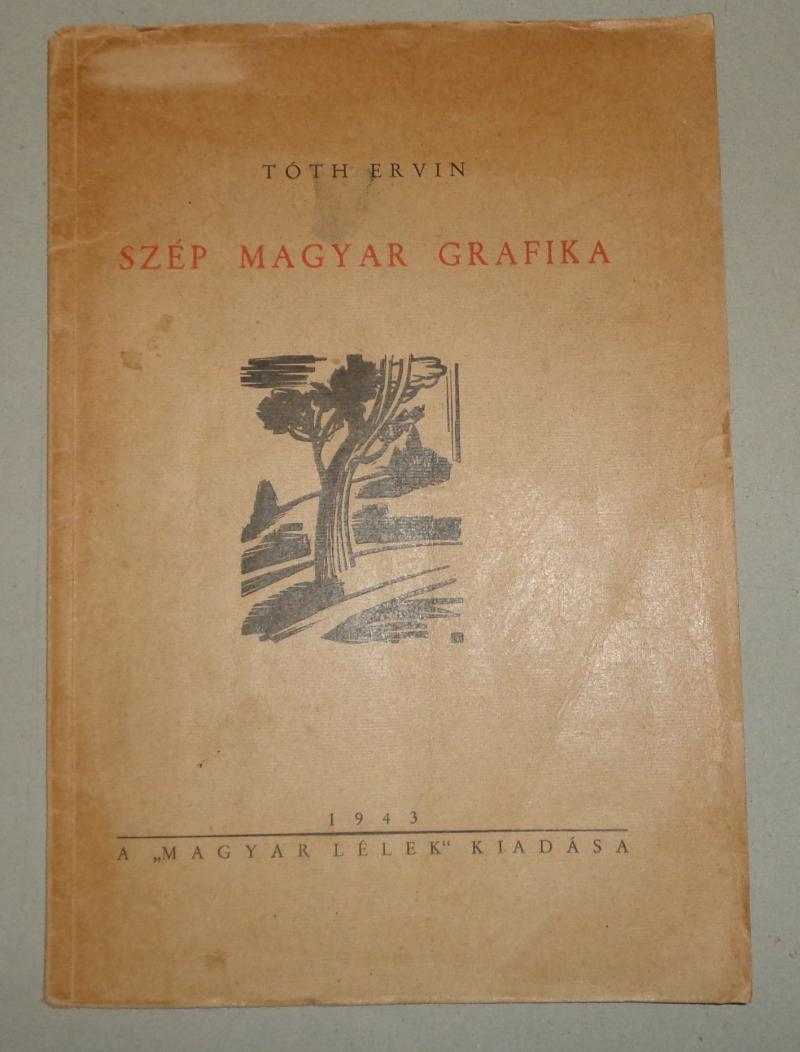 TÓTH ERVIN
SZÉP MAGYAR GRAFIKA
1943
A „MAGYAR LÉLEK“ KIADÁSA